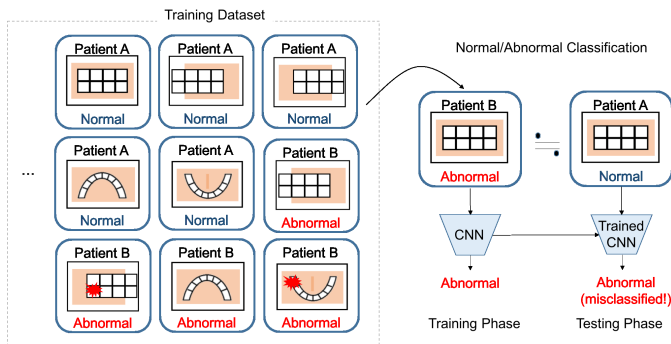 Training Dataset
Patient A
Normal
Patient A
Normal
Patient A
Normal
...
Patient A
Normal
Patient A
Normal
Patient B
Abnormal
Patient B
Abnormal
Patient B
Abnormal
Patient B
Abnormal
Normal/Abnormal Classification
Patient B
Abnormal
Patient A
Normal
CNN
Trained
CNN
Abnormal
Abnormal
(misclassified!)
Training Phase
Testing Phase